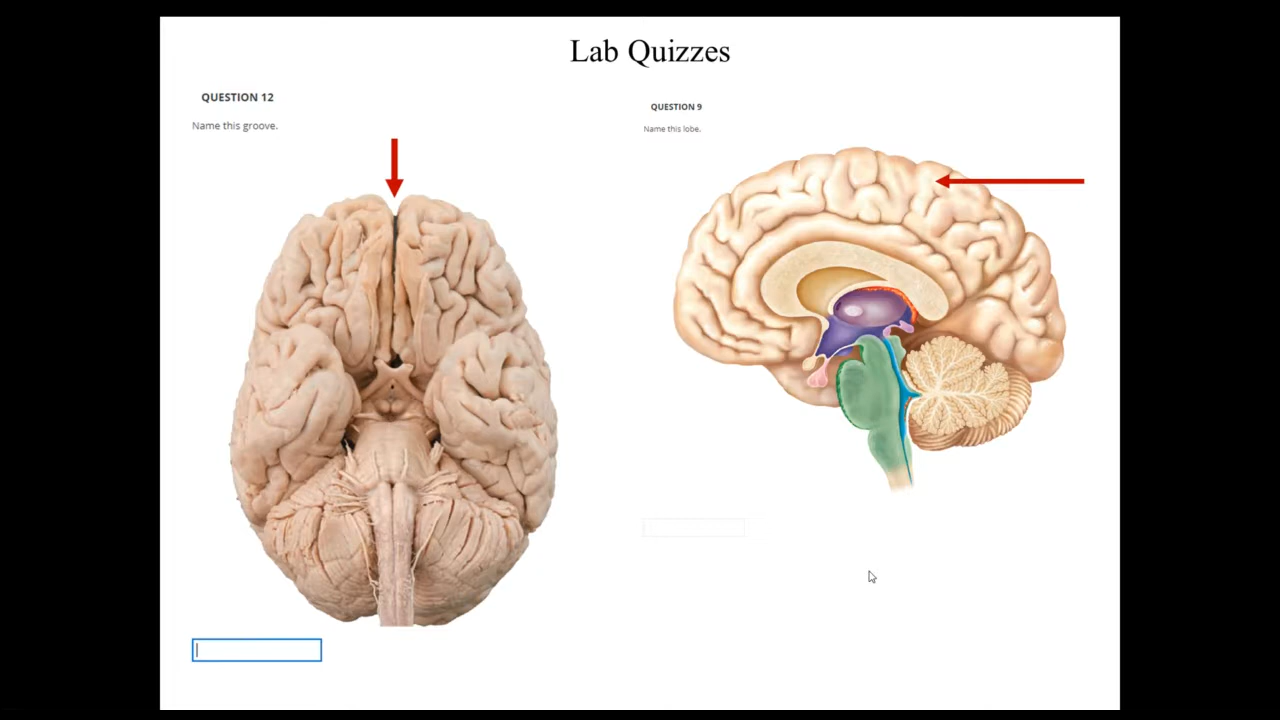 Lab Quizzes
QUESTION 12
Name this groove.
QUESTION 9
Name this lobe.